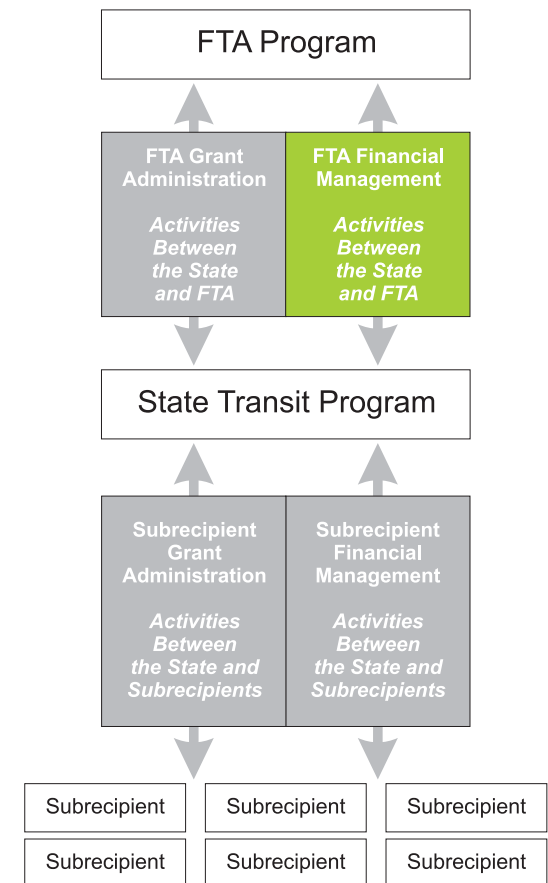 FTA Program
FTA Grant
Administration
Activities
Between
the State
and FTA
FTA Financial
Management
Activities
Between
the State
and FTA
State Transit Program
Subrecipient
Grant
Administration
Activities
Between
the State and
Subrecipients
Subrecipient
Financial
Management
Activities
Between
the State and
Subrecipients
Subrecipient
Subrecipient
Subrecipient
Subrecipient
Subrecipient
Subrecipient